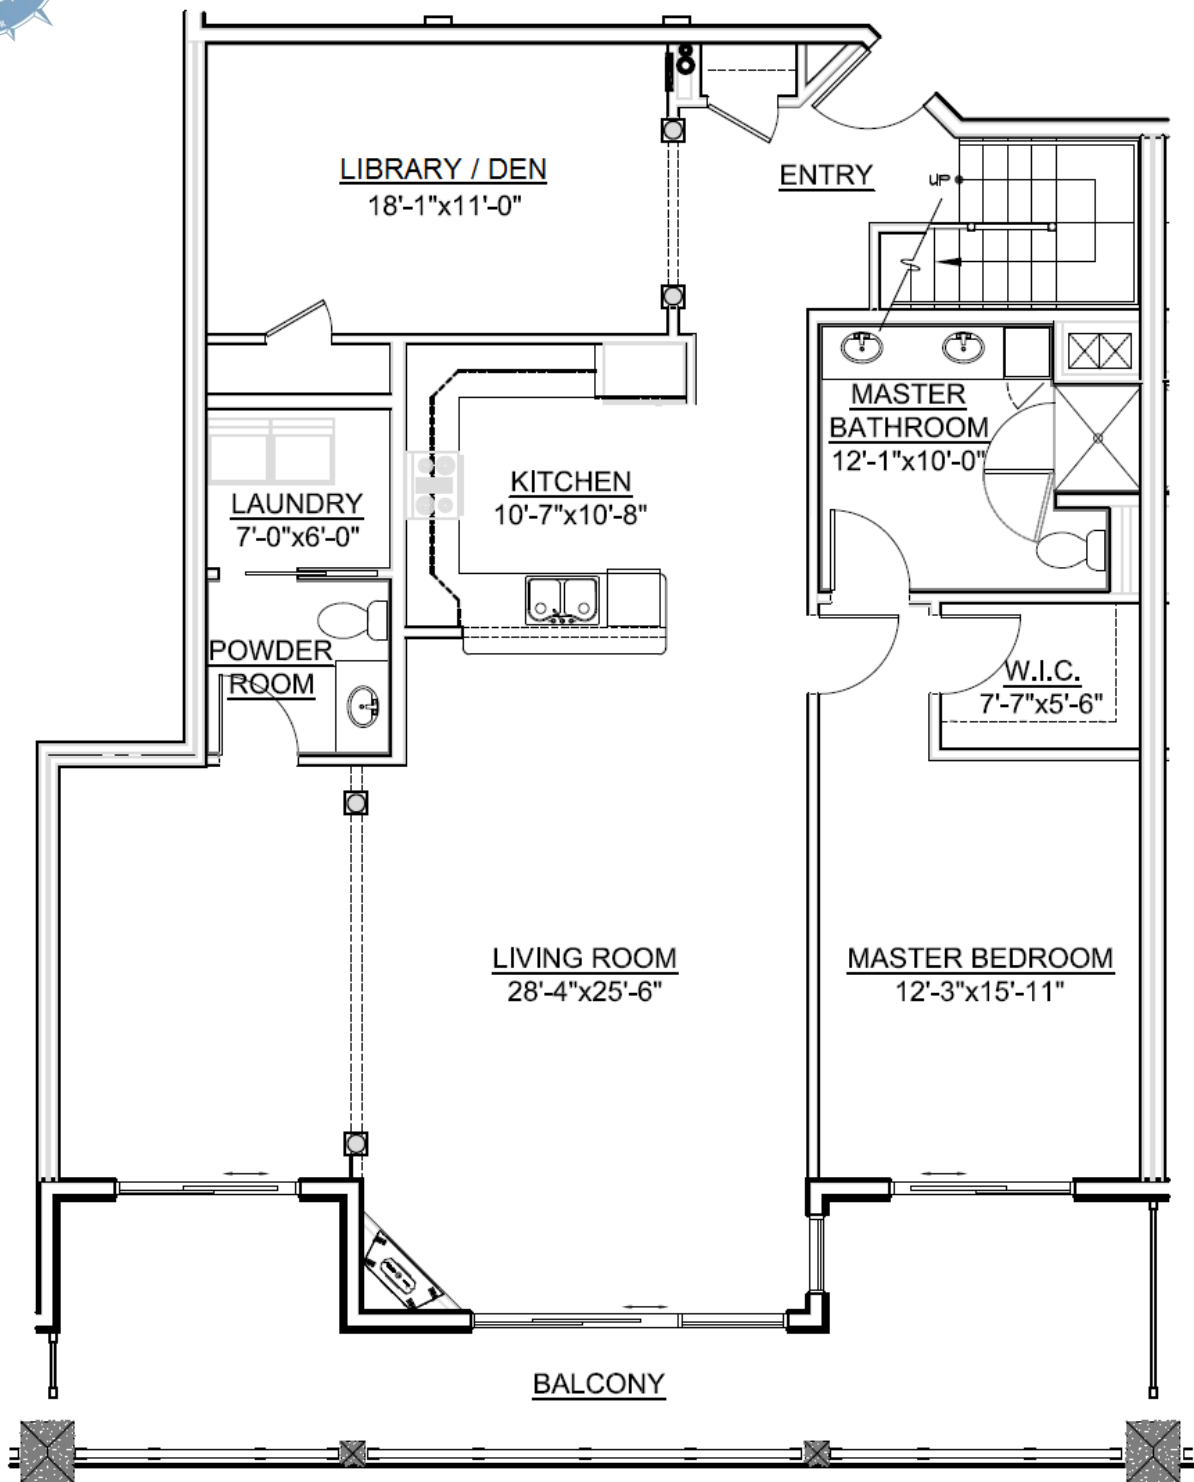 LIBRARY / DEN
18'-1"x11'-0"
ENTRY
UP
MASTER
BATHROOM
12'-1"x10'-0"
KITCHEN
10'-7"x10'-8"
LAUNDRY
7'-0"x6'-0"
POWDER
ROOM
W.I.C.
7'-7"x5'-6"
LIVING ROOM
28'-4"x25'-6"
MASTER BEDROOM
12'-3"x15'-11"
BALCONY